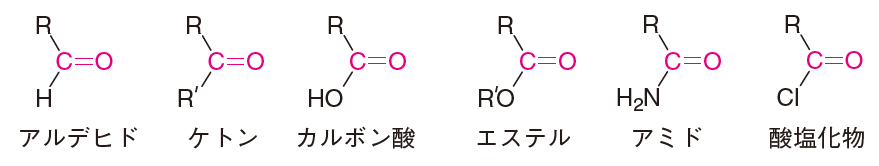 R R R R R R
C=O C=O C=O C=O C=O C=O
H R′ HO R′O H₂N Cl
アルデヒド ケトン カルボン酸 エステル アミド 酸塩化物